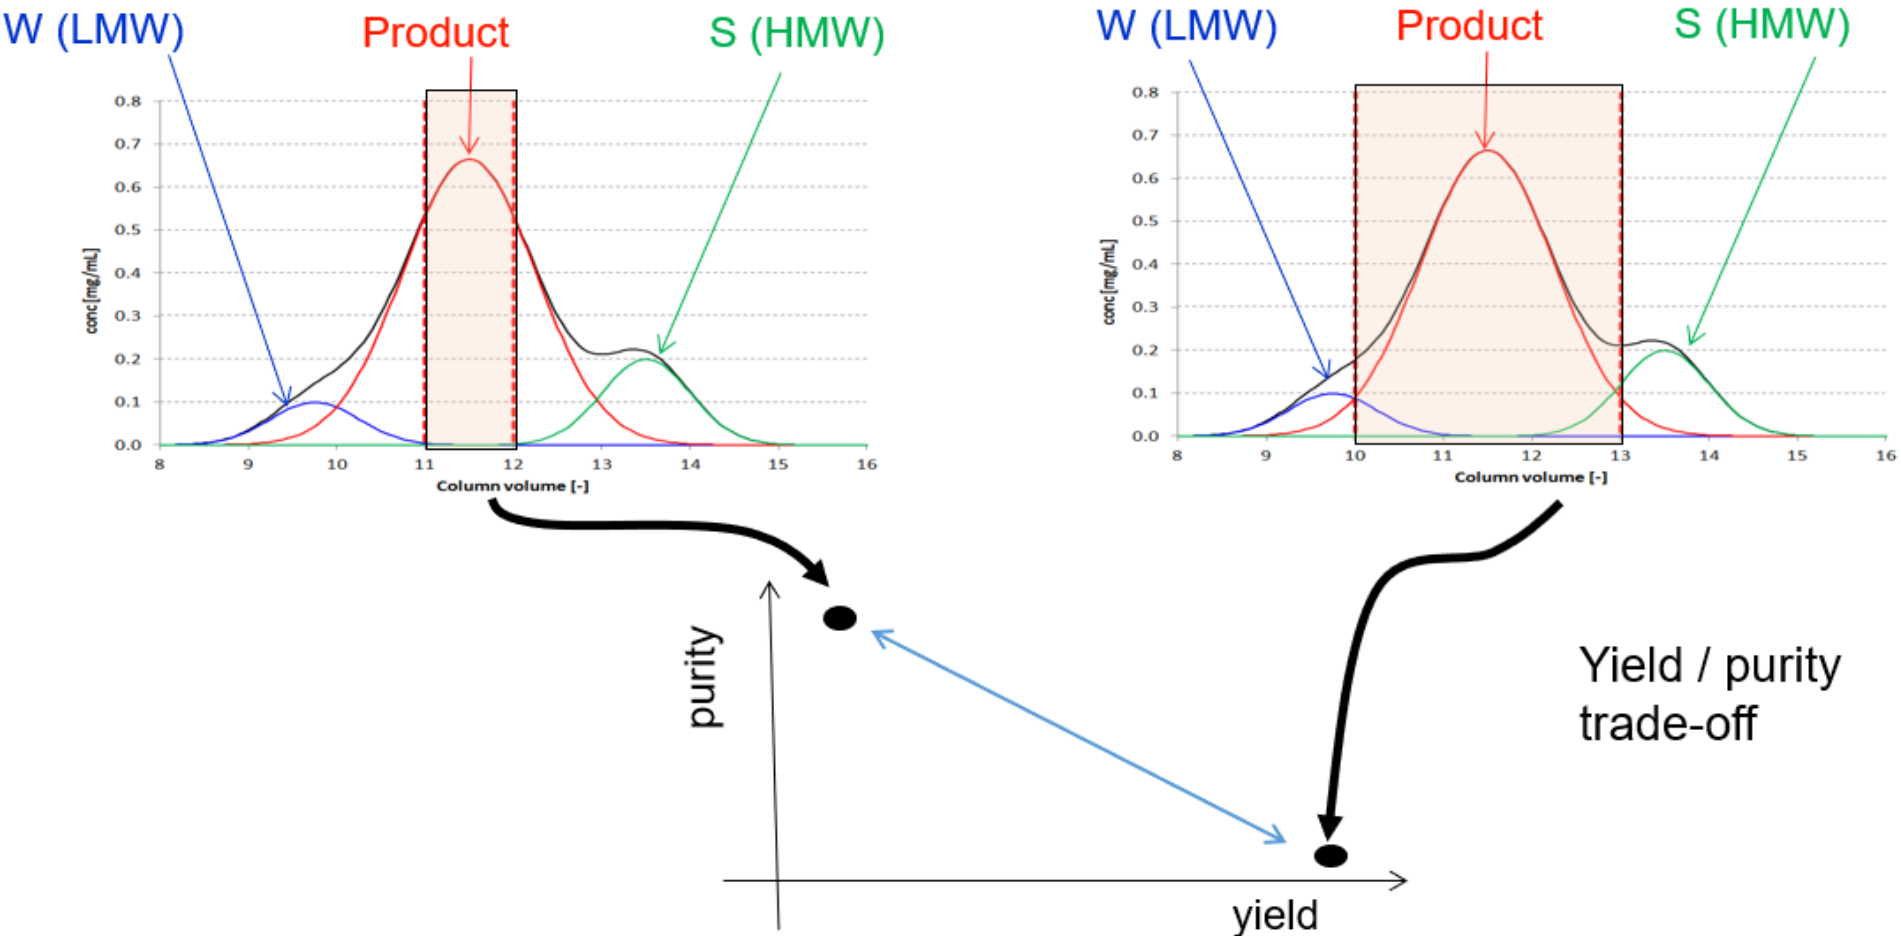 W (LMW)
Product
S (HMW)
0.8
0.7
0.6
0.5
0.4
0.3
0.2
0.1
0.0
conc [mg/mL]
8 9 10 11 12 13 14 15 16
Column volume [-]
W (LMW)
Product
S (HMW)
0.8
0.7
0.6
0.5
0.4
0.3
0.2
0.1
0.0
conc [mg/mL]
8 9 10 11 12 13 14 15 16
Column volume [-]
purity
yield
Yield / purity
trade-off